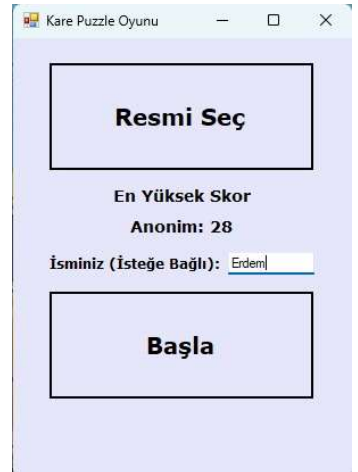 Kare Puzzle Oyunu
Resmi Seç
En Yüksek Skor
Anonim: 28
İsminiz (İsteğe Bağlı): Erdem
Başla